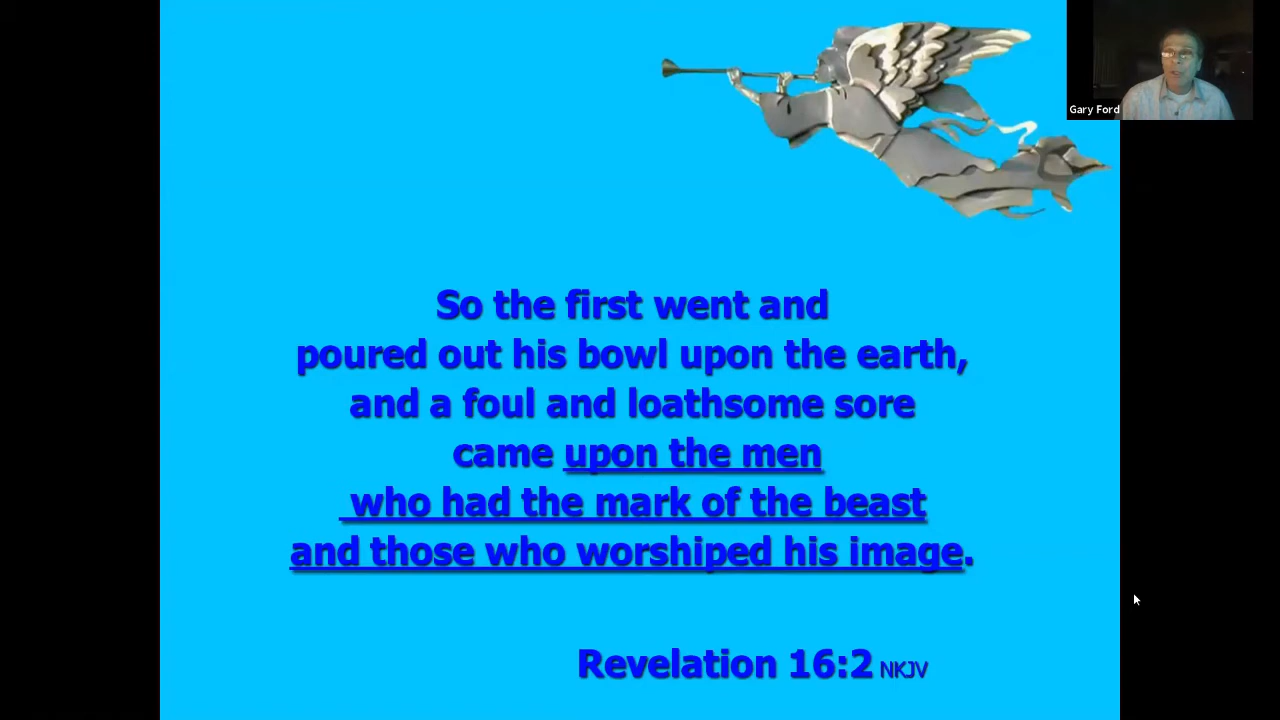 Gary Ford
So the first went and
poured out his bowl upon the earth,
and a foul and loathsome sore
came upon the men
who had the mark of the beast
and those who worshiped his image.
Revelation 16:2 NKJV